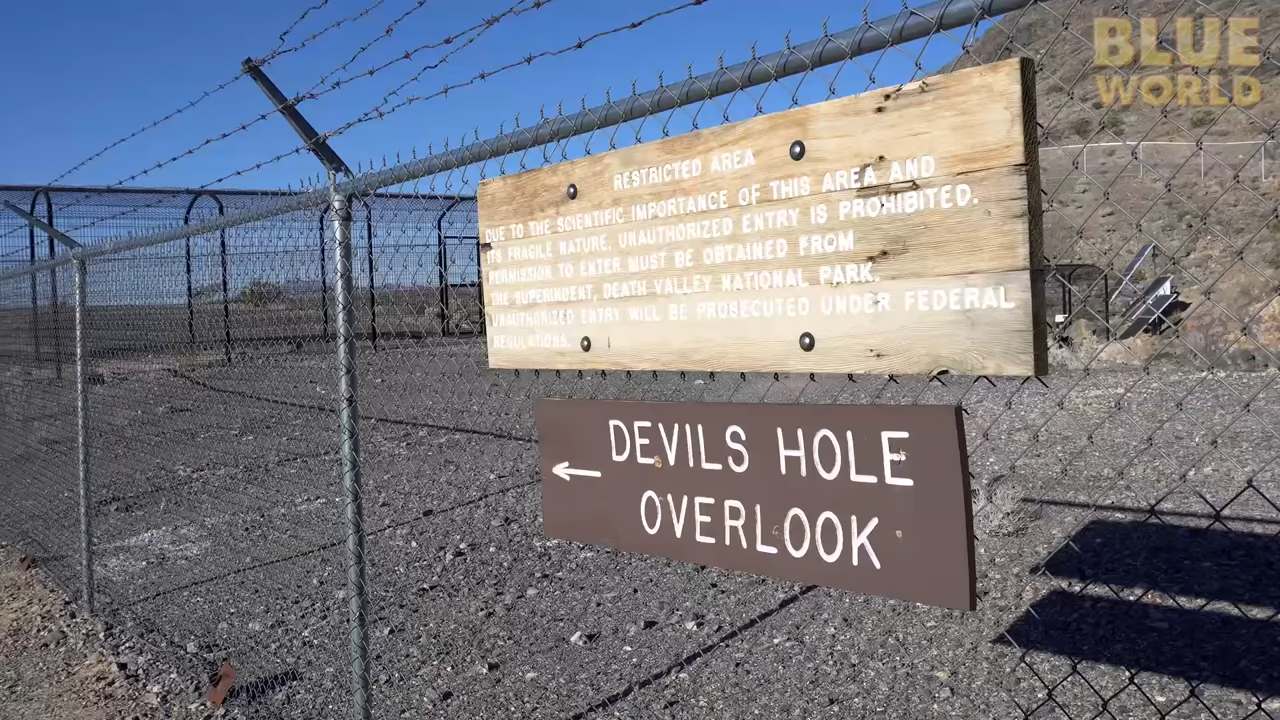 BLUE
WORLD
RESTRICTED AREA
DUE TO THE SCIENTIFIC IMPORTANCE OF THIS AREA AND
ITS FRAGILE NATURE, UNAUTHORIZED ENTRY IS PROHIBITED.
PERMISSION TO ENTER MUST BE OBTAINED FROM
THE SUPERINDENT, DEATH VALLEY NATIONAL PARK.
UNAUTHORIZED ENTRY WILL BE PROSECUTED UNDER FEDERAL
REGULATIONS.
DEVILS HOLE
OVERLOOK